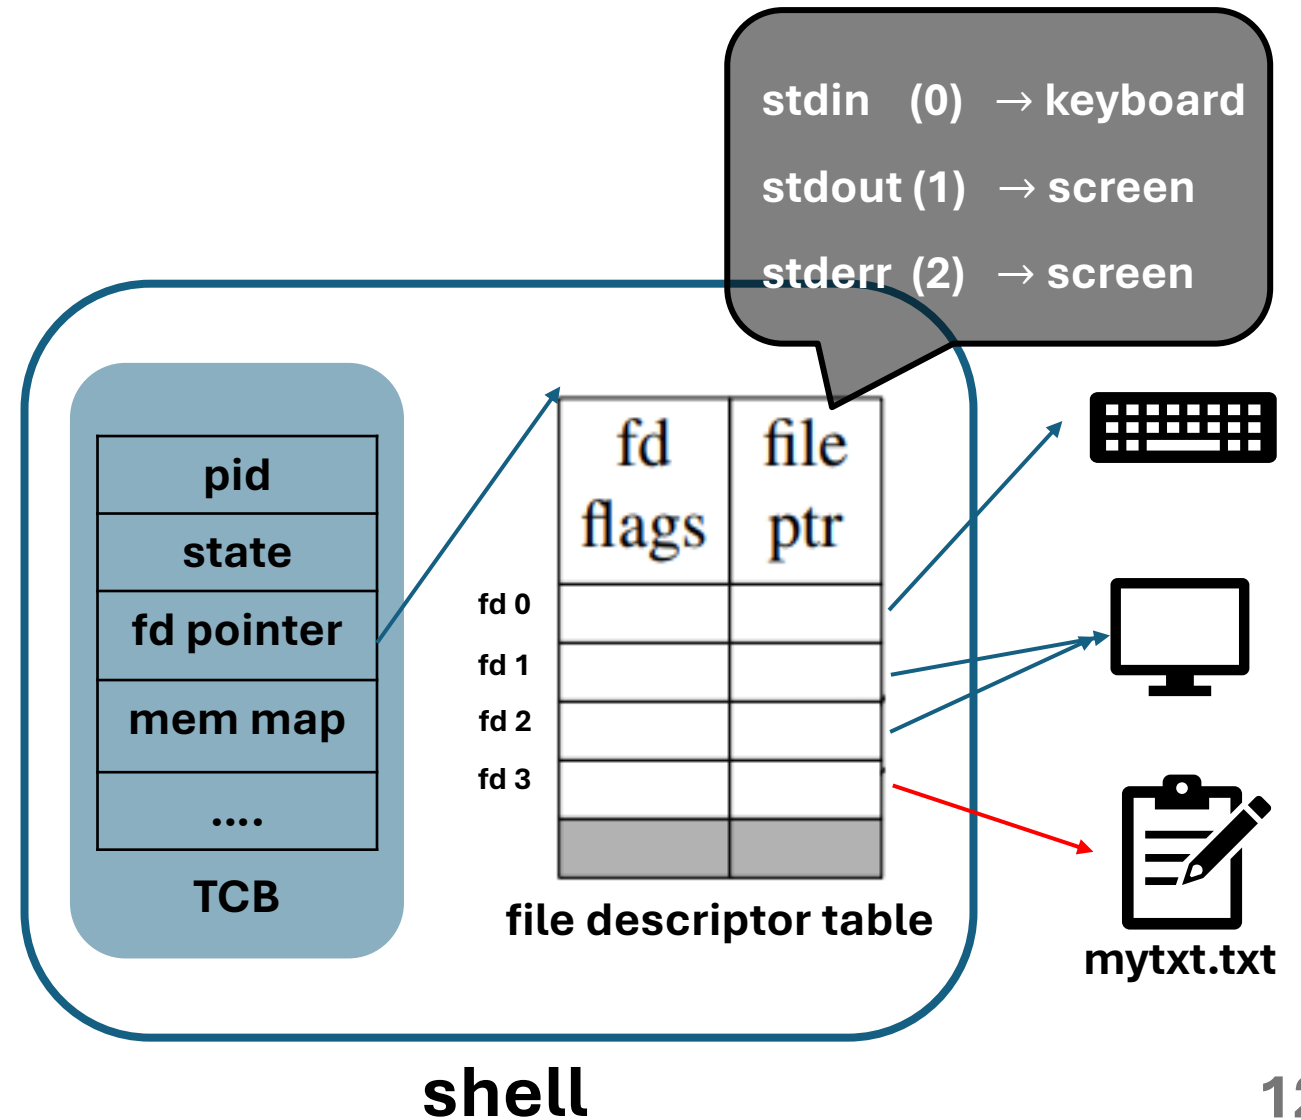 stdin (0) → keyboard
stdout (1) → screen
stderr (2) → screen
pid
state
fd pointer
mem map
....
TCB
fd
flags
file
ptr
fd 0
fd 1
fd 2
fd 3
file descriptor table
mytxt.txt
shell